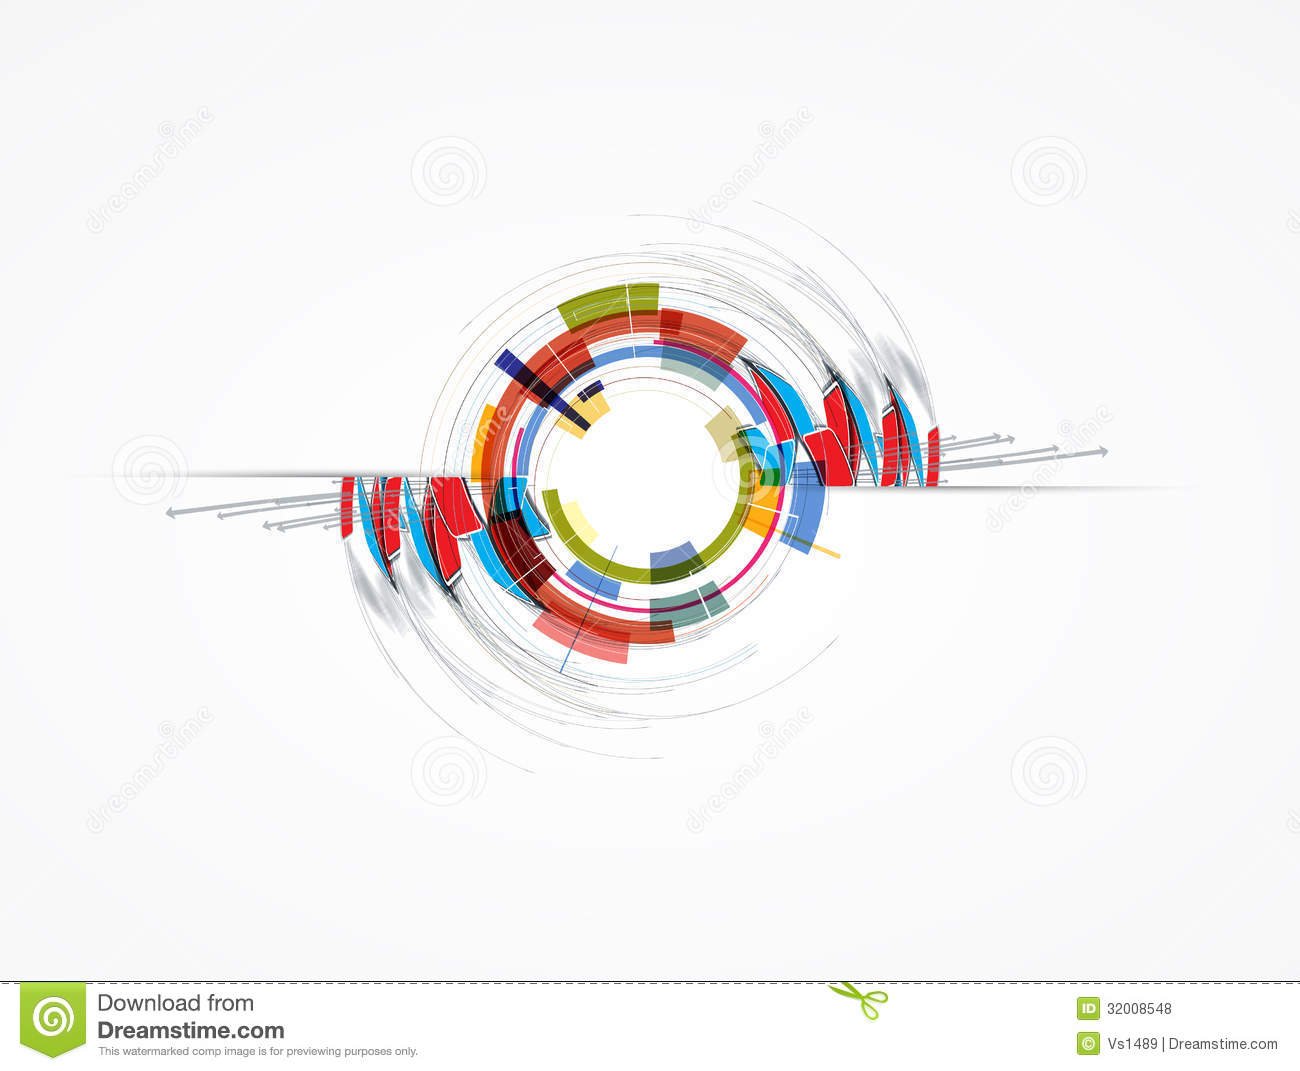 dreamstime
dreamstime
dreamstime
dreamstime
dreamstime
dreamstime
Download from
Dreamstime.com
This watermarked comp image is for previewing purposes only.
ID 32008548
© Vs1489 | Dreamstime.com